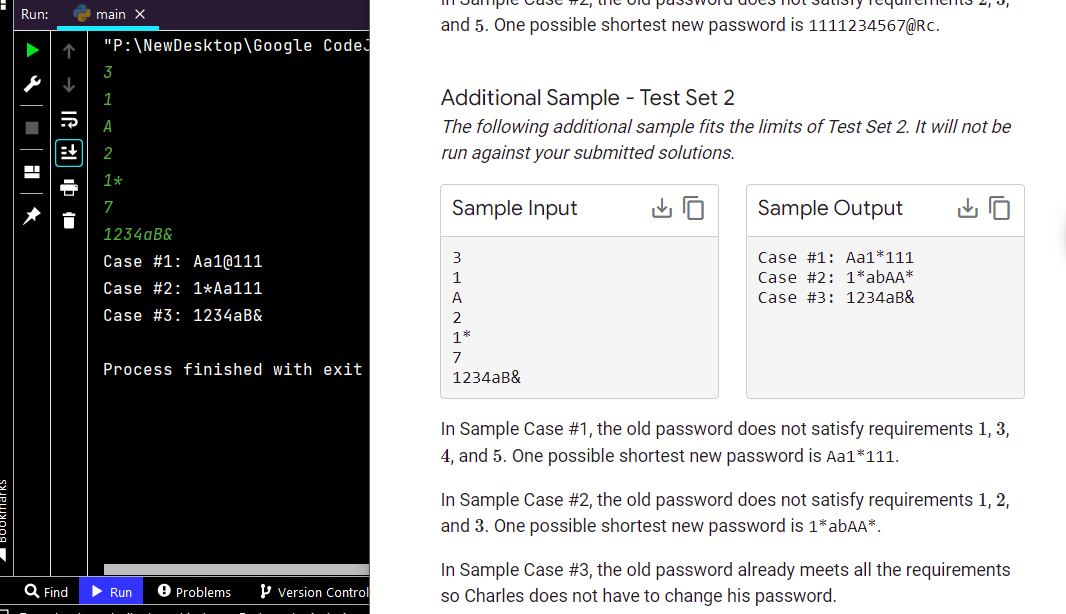 Run:
main
"P:\NewDesktop\Google CodeJ
3
1
A
2
1*
7
1234aB&
Case #1: Aa1@111
Case #2: 1*Aa111
Case #3: 1234aB&
Process finished with exit
Bookmarks
Find
Run
Problems
Version Control
in Sample Case #2, the old password does not satisfy requirements 2, 3,
and 5. One possible shortest new password is 1111234567@Rc.
Additional Sample - Test Set 2
The following additional sample fits the limits of Test Set 2. It will not be
run against your submitted solutions.
Sample Input
3
1
A
2
1*
7
1234aB&
Sample Output
Case #1: Aa1*111
Case #2: 1*abAA*
Case #3: 1234aB&
In Sample Case #1, the old password does not satisfy requirements 1, 3,
4, and 5. One possible shortest new password is Aa1*111.
In Sample Case #2, the old password does not satisfy requirements 1, 2,
and 3. One possible shortest new password is 1*abAA*.
In Sample Case #3, the old password already meets all the requirements
so Charles does not have to change his password.